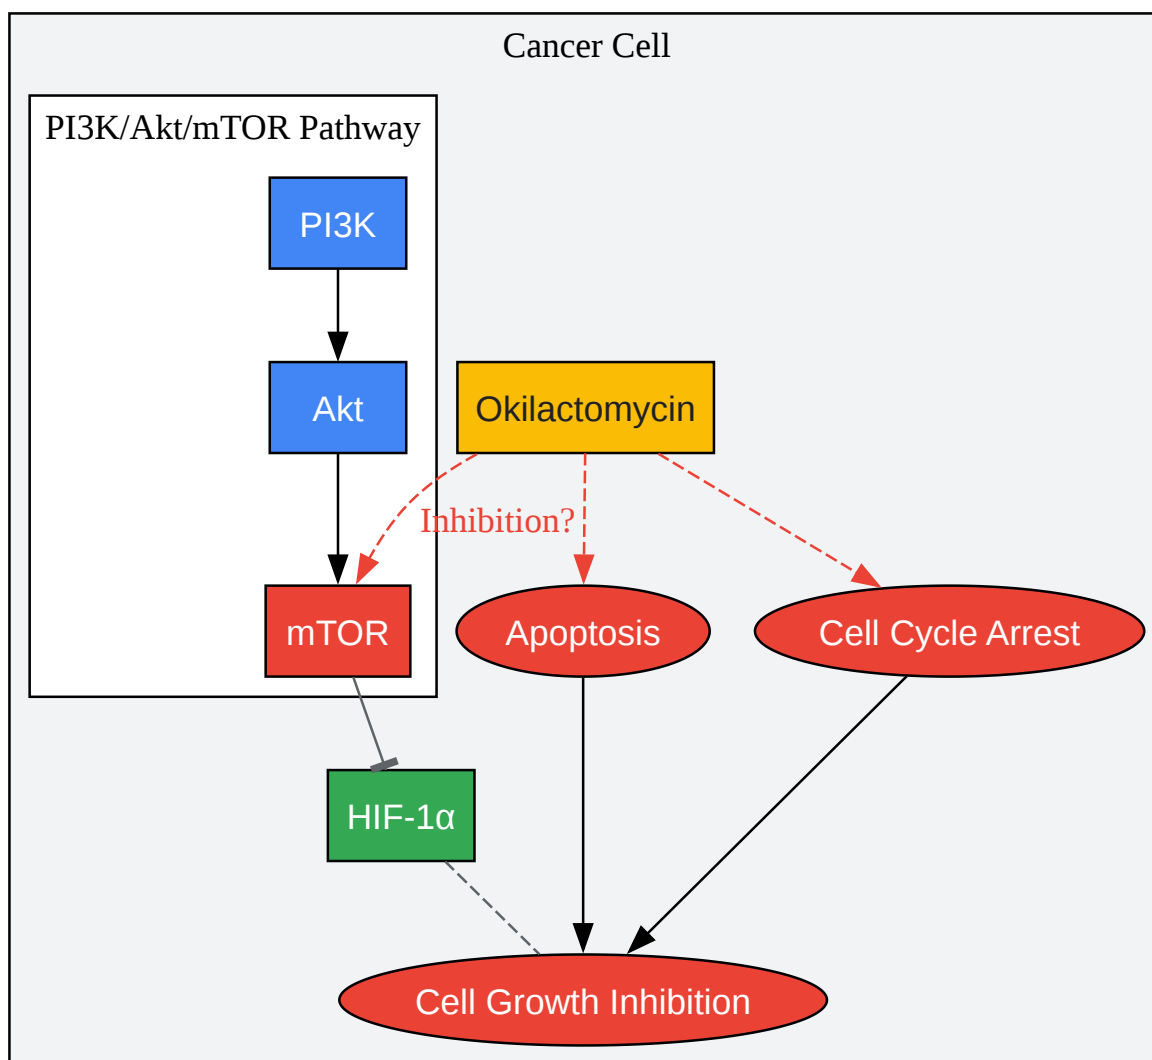 Cancer Cell
PI3K/Akt/mTOR Pathway
PI3K
Akt
Okilactomycin
Inhibition?
mTOR
Apoptosis
Cell Cycle Arrest
HIF-1α
Cell Growth Inhibition